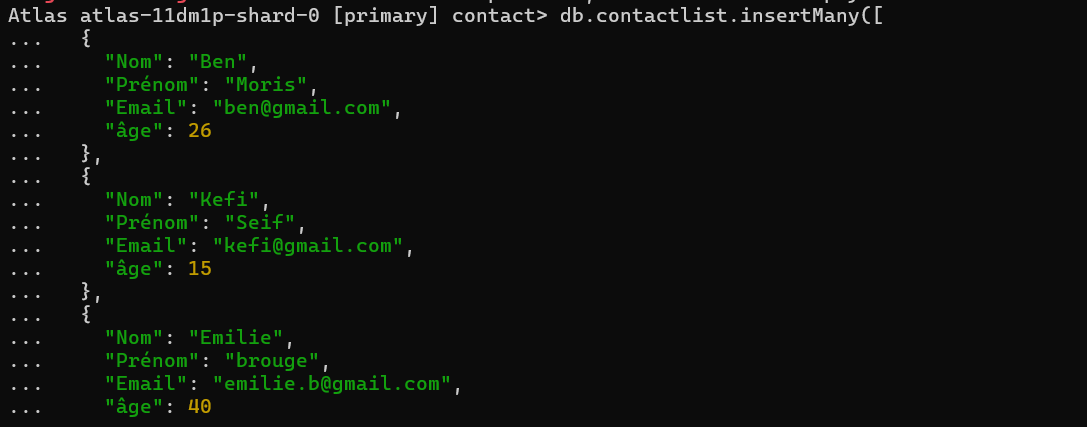 Atlas atlas-11dm1p-shard-0 [primary] contact> db.contactlist.insertMany([
...   {
...     "Nom": "Ben",
...     "Prénom": "Moris",
...     "Email": "ben@gmail.com",
...     "âge": 26
...   },
...   {
...     "Nom": "Kefi",
...     "Prénom": "Seif",
...     "Email": "kefi@gmail.com",
...     "âge": 15
...   },
...   {
...     "Nom": "Emilie",
...     "Prénom": "brouge",
...     "Email": "emilie.b@gmail.com",
...     "âge": 40